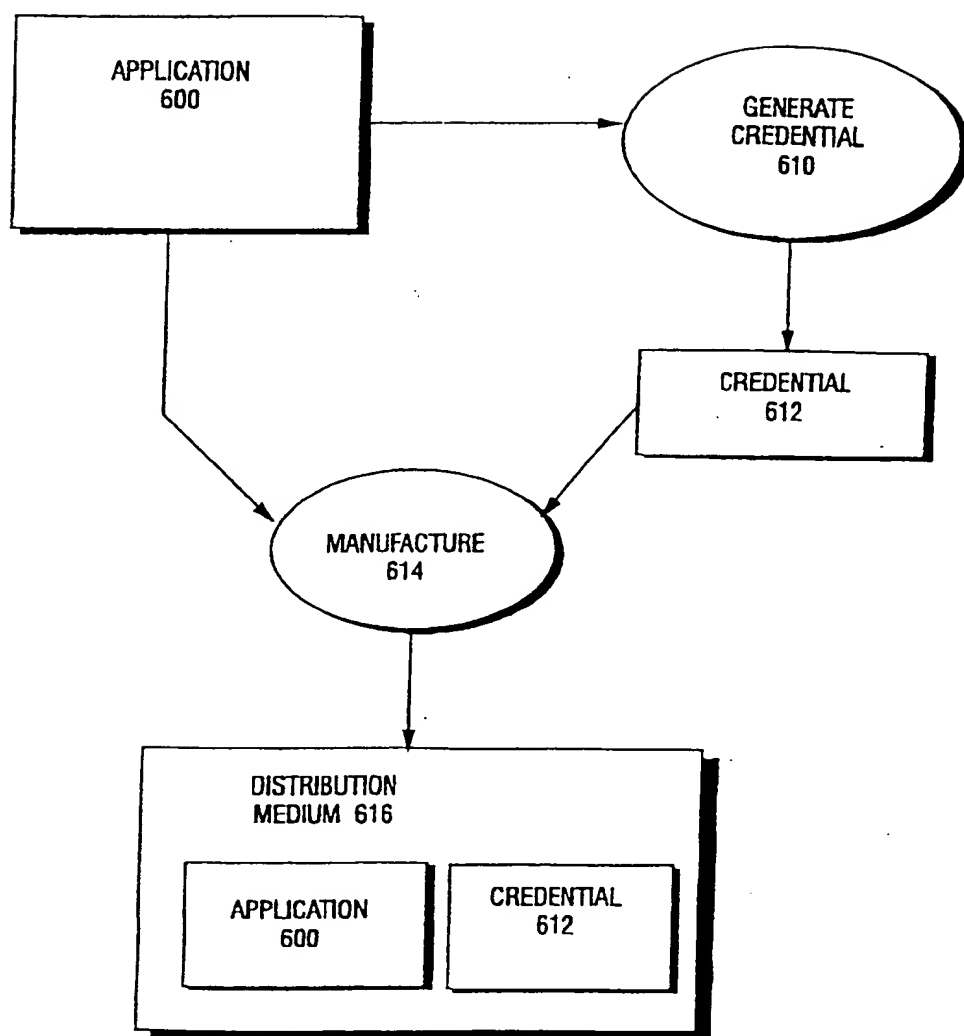 APPLICATION
600
GENERATE
CREDENTIAL
610
CREDENTIAL
612
MANUFACTURE
614
DISTRIBUTION
MEDIUM 616
APPLICATION
600
CREDENTIAL
612